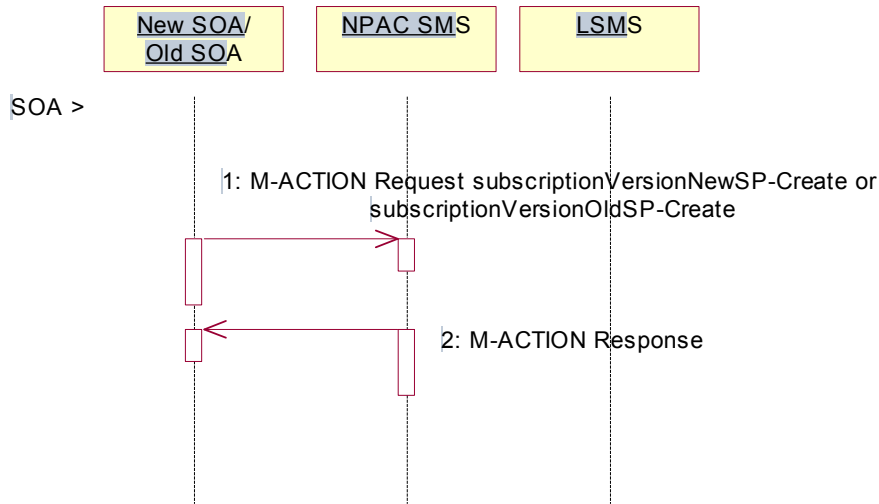 New SOA/
Old SOA
NPAC SMS
LSMS
SOA >
1: M-ACTION Request subscriptionVersionNewSP-Create or
subscriptionVersionOldSP-Create
2: M-ACTION Response